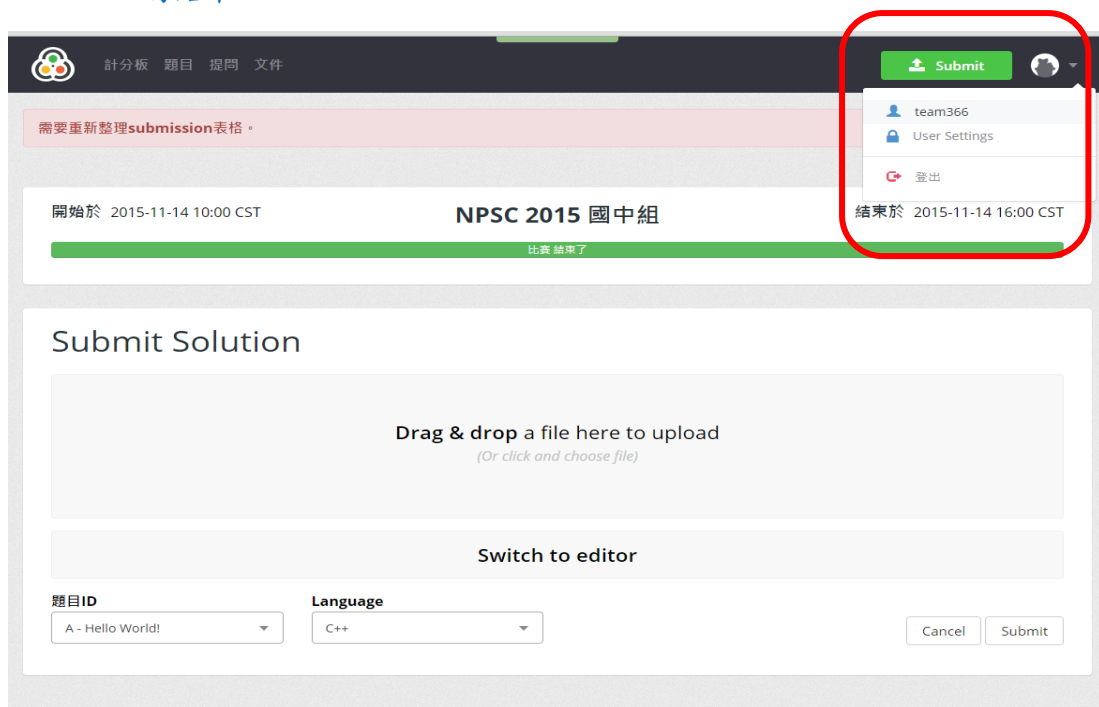 計分板 題目 提問 文件 Submit
team366
User Settings
登出
需要重新整理submission表格。
開始於 2015-11-14 10:00 CST
NPSC 2015 國中組
結束於 2015-11-14 16:00 CST
比賽 結束了
Submit Solution
Drag & drop a file here to upload
(Or click and choose file)
Switch to editor
題目ID Language
A - Hello World! C++ Cancel Submit